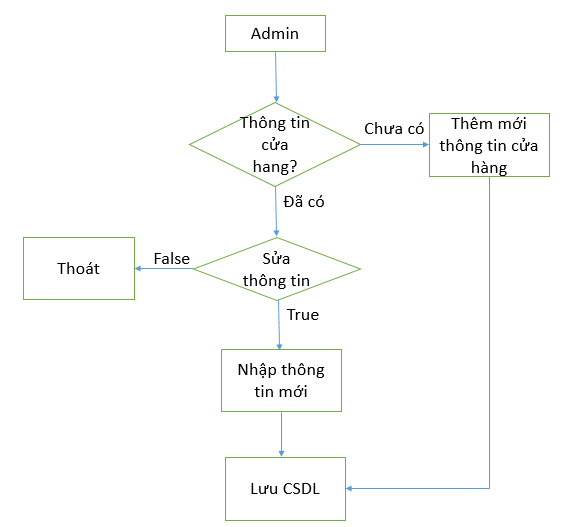 Admin
Thông tin
cửa
hang?
Chưa có
Thêm mới
thông tin cửa
hàng
Đã có
Sửa
thông tin
False
Thoát
True
Nhập thông
tin mới
Lưu CSDL